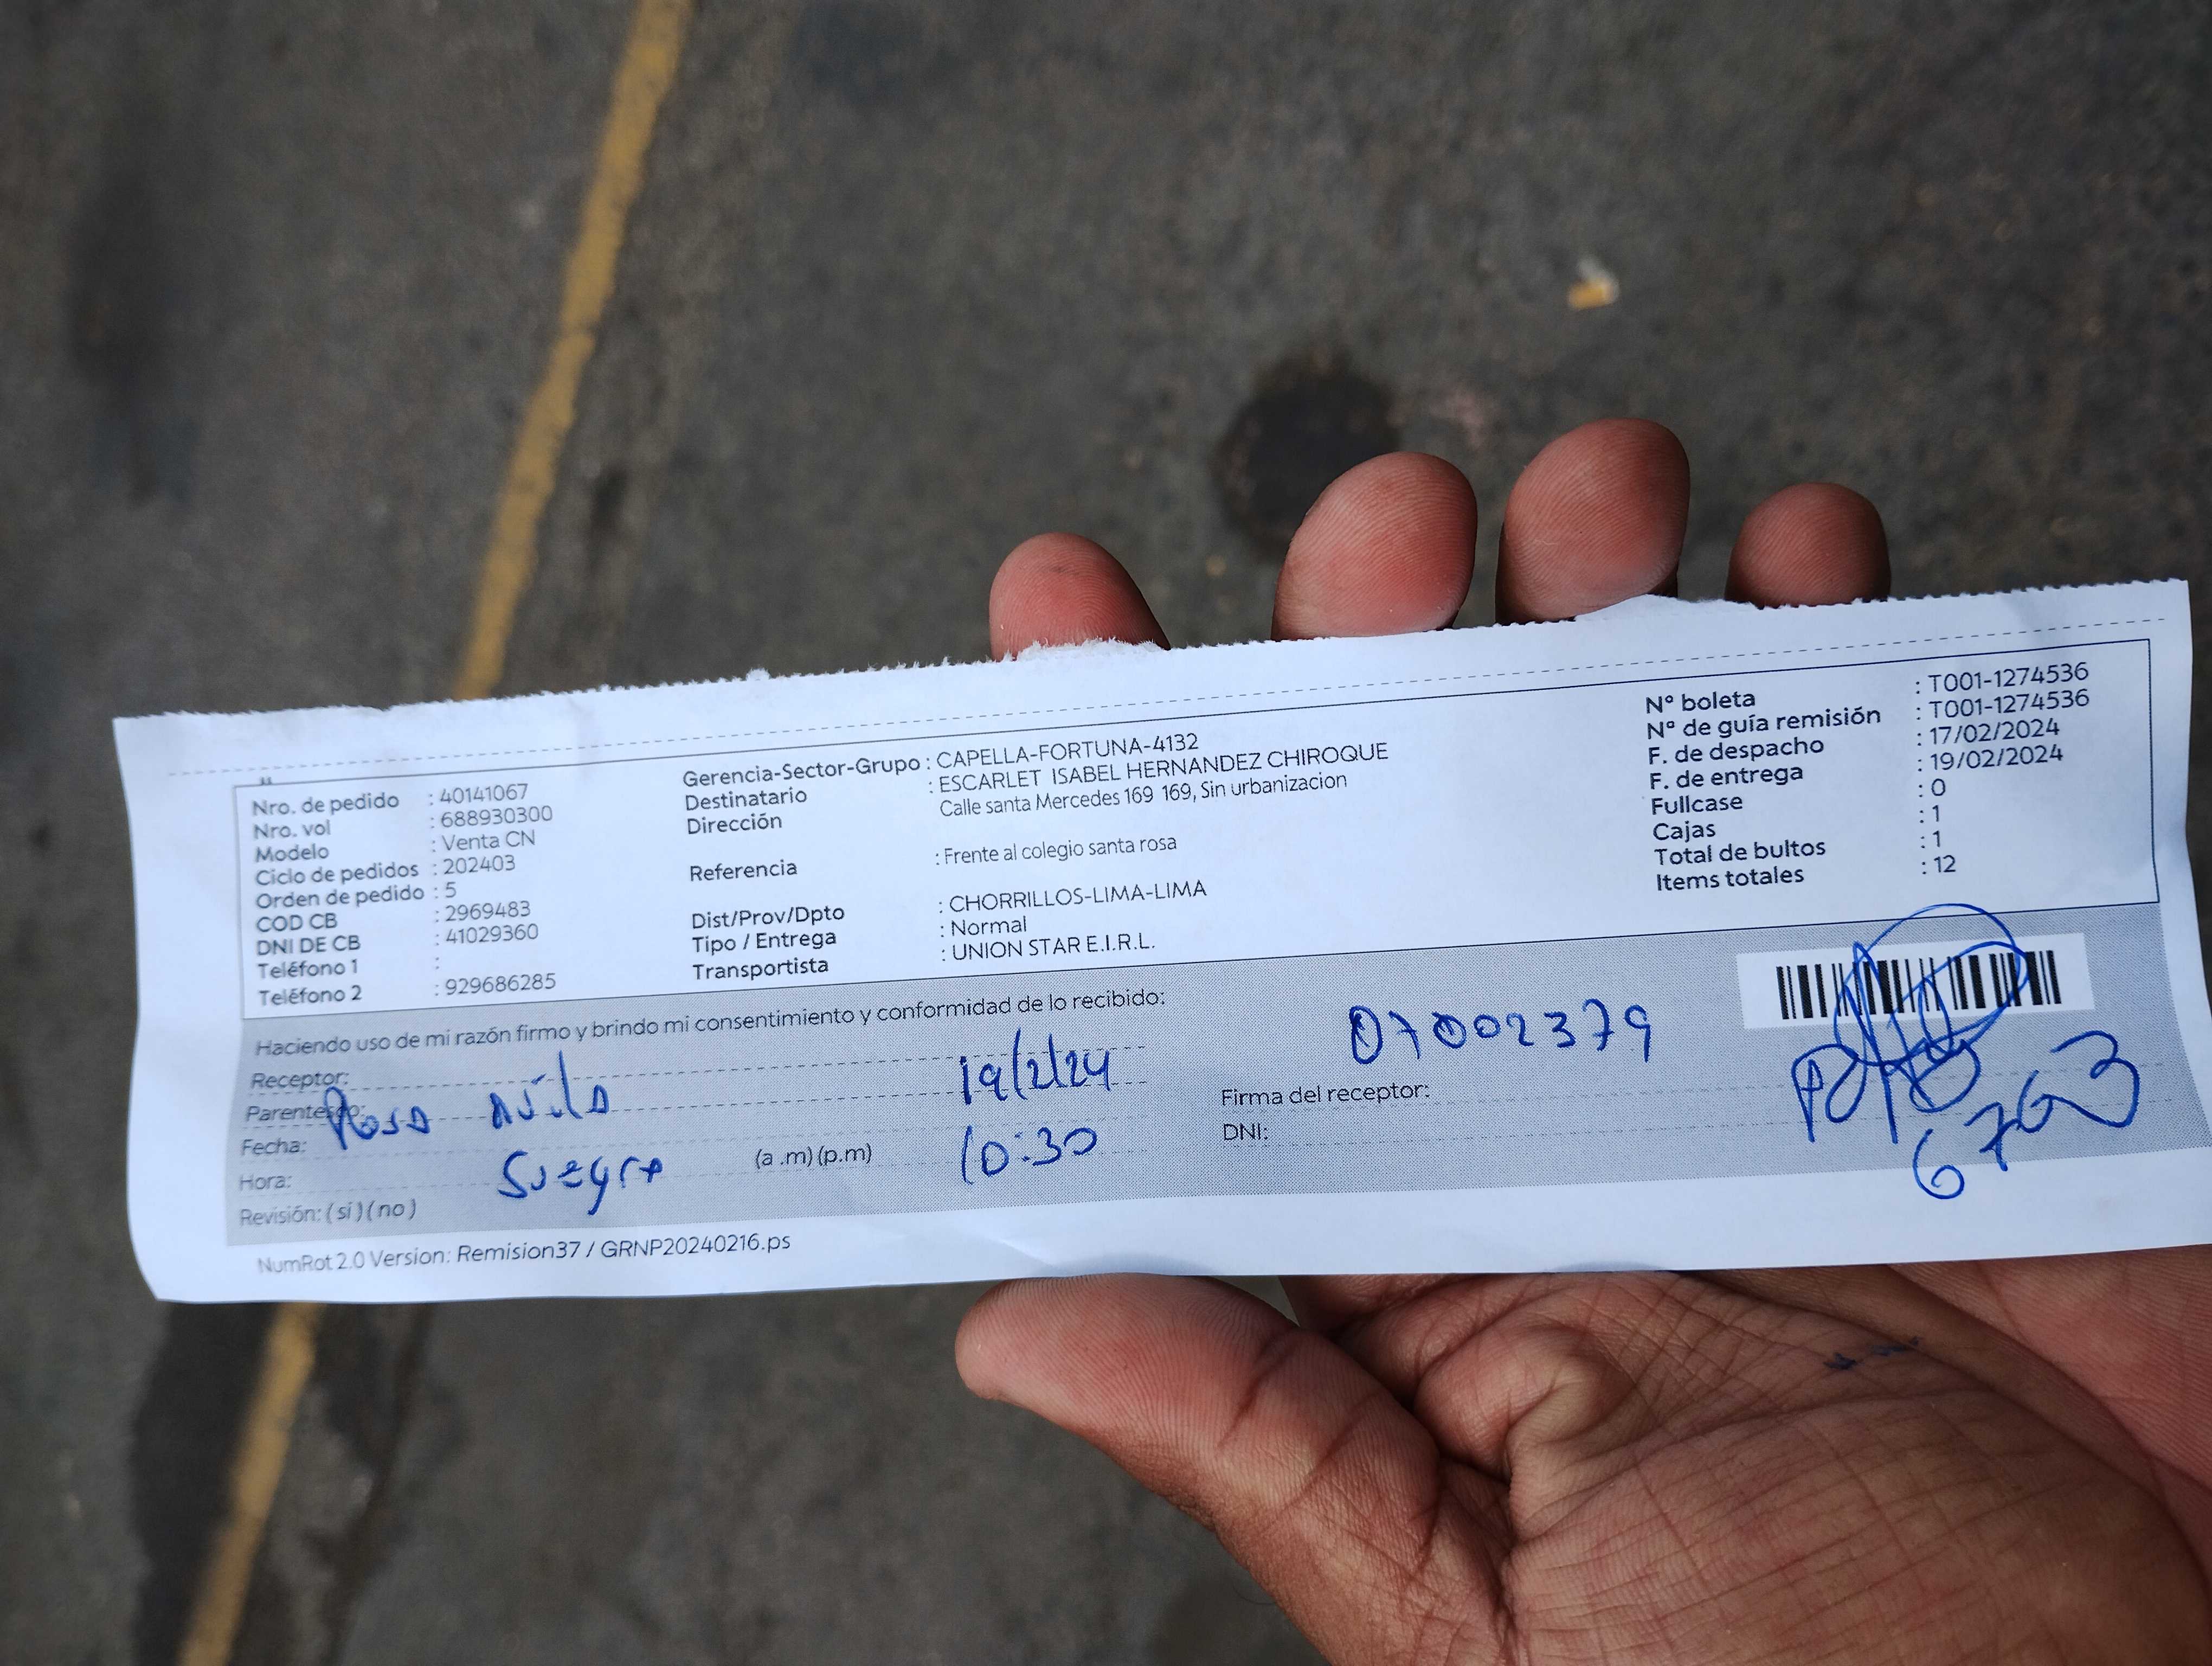 Nro. de pedido : 40141067
Nro. vol : 688930300
Modelo : Venta CN
Ciclo de pedidos : 202403
Orden de pedido : 5
COD CB : 2969483
DNI DE CB : 41029360
Teléfono 1 :
Teléfono 2 : 929686285
Gerencia-Sector-Grupo : CAPELLA-FORTUNA-4132
Destinatario : ESCARLET ISABEL HERNANDEZ CHIROQUE
Dirección Calle santa Mercedes 169 169, Sin urbanizacion
Referencia : Frente al colegio santa rosa
Dist/Prov/Dpto : CHORRILLOS-LIMA-LIMA
Tipo / Entrega : Normal
Transportista : UNION STAR E.I.R.L.
Nº boleta : T001-1274536
Nº de guía remisión : T001-1274536
F. de despacho : 17/02/2024
F. de entrega : 19/02/2024
Fullcase : 0
Cajas : 1
Total de bultos : 1
Items totales : 12
Haciendo uso de mi razón firmo y brindo mi consentimiento y conformidad de lo recibido:
Receptor:
Parentesco:
Rosa Avila 19/2/24
Fecha:
Hora: Suegra (a .m) (p.m) 10:30
Revisión: ( sí ) ( no )
07002379
Firma del receptor:
DNI:
6763
NumRot 2.0 Version: Remision37 / GRNP20240216.ps